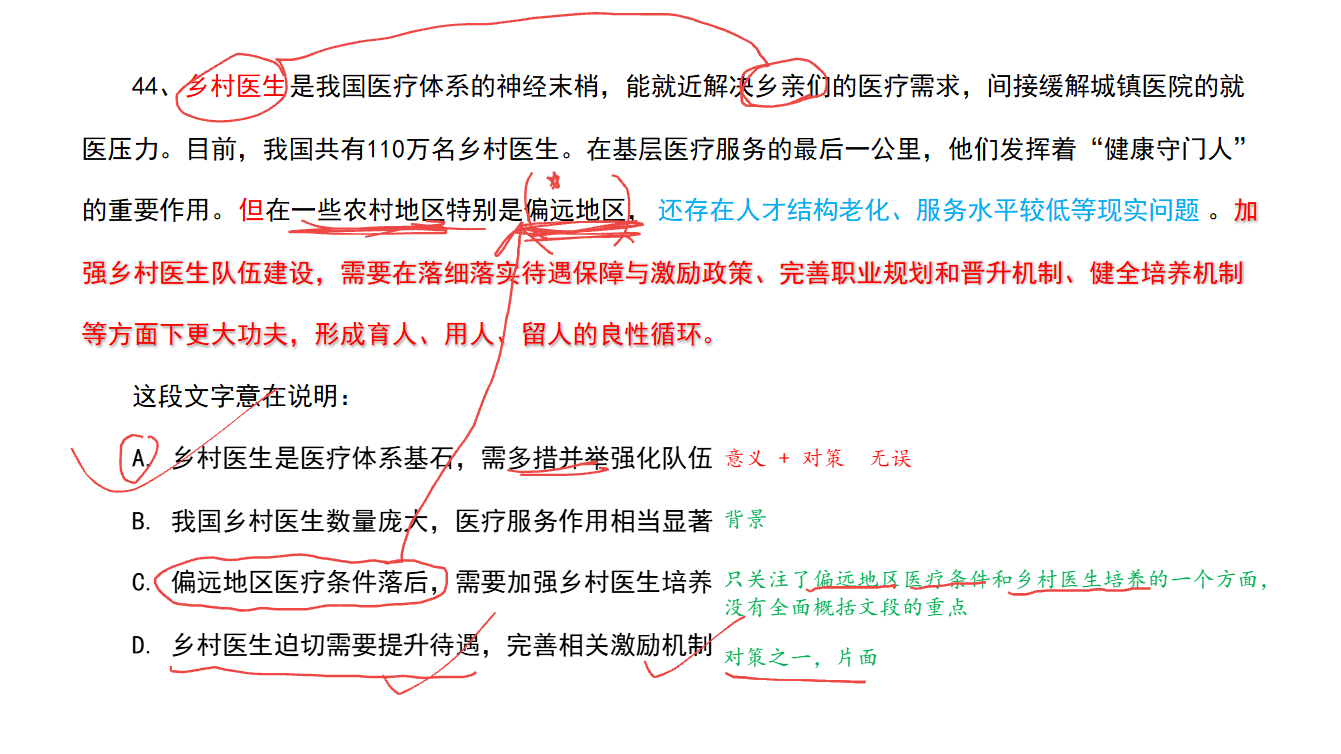 44、乡村医生是我国医疗体系的神经末梢，能就近解决乡亲们的医疗需求，间接缓解城镇医院的就
医压力。目前，我国共有110万名乡村医生。在基层医疗服务的最后一公里，他们发挥着“健康守门人”
的重要作用。但在一些农村地区特别是偏远地区，还存在人才结构老化、服务水平较低等现实问题。加
强乡村医生队伍建设，需要在落细落实待遇保障与激励政策、完善职业规划和晋升机制、健全培养机制
等方面下更大功夫，形成育人、用人、留人的良性循环。
这段文字意在说明：
A. 乡村医生是医疗体系基石，需多措并举强化队伍 意义 + 对策 无误
B. 我国乡村医生数量庞大，医疗服务作用相当显著 背景
C. 偏远地区医疗条件落后，需要加强乡村医生培养 只关注了偏远地区医疗条件和乡村医生培养的一个方面，
没有全面概括文段的重点
D. 乡村医生迫切需要提升待遇，完善相关激励机制 对策之一，片面